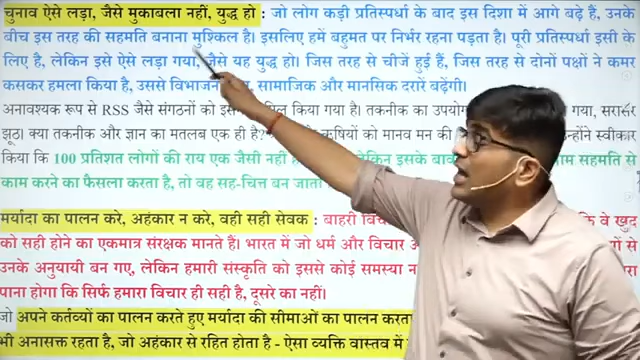 चुनाव ऐसे लड़ा, जैसे मुकाबला नहीं, युद्ध हो : जो लोग कड़ी प्रतिस्पर्धा के बाद इस दिशा में आगे बढ़े हैं, उनके
बीच इस तरह की सहमति बनाना मुश्किल है। इसलिए हमें बहुमत पर निर्भर रहना पड़ता है। पूरी प्रतिस्पर्धा इसी के
लिए है, लेकिन इसे ऐसे लड़ा गया, जैसे यह युद्ध हो। जिस तरह से चीजें हुई हैं, जिस तरह से दोनों पक्षों ने कमर
कसकर हमला किया है, उससे विभाजन सामाजिक और मानसिक दरारें बढ़ेंगी।
अनावश्यक रूप से RSS जैसे संगठनों को इसमें किया गया है। तकनीक का उपयोग गया, सरासर
झूठ। क्या तकनीक और ज्ञान का मतलब एक ही है? ऋषियों को मानव मन की उन्होंने स्वीकार
किया कि 100 प्रतिशत लोगों की राय एक जैसी नहीं लेकिन इसके सहमति से
काम करने का फैसला करता है, तो वह सह-चित्त बन जाता
मर्यादा का पालन करे, अहंकार न करे, वही सही सेवक : बाहरी कि वे खुद
को सही होने का एकमात्र संरक्षक मानते हैं। भारत में जो धर्म और विचार से
उनके अनुयायी बन गए, लेकिन हमारी संस्कृति को इससे कोई समस्या
पाना होगा कि सिर्फ हमारा विचार ही सही है, दूसरे का नहीं।
जो अपने कर्तव्यों का पालन करते हुए मर्यादा की सीमाओं का पालन करता
भी अनासक्त रहता है, जो अहंकार से रहित होता है - ऐसा व्यक्ति वास्तव में